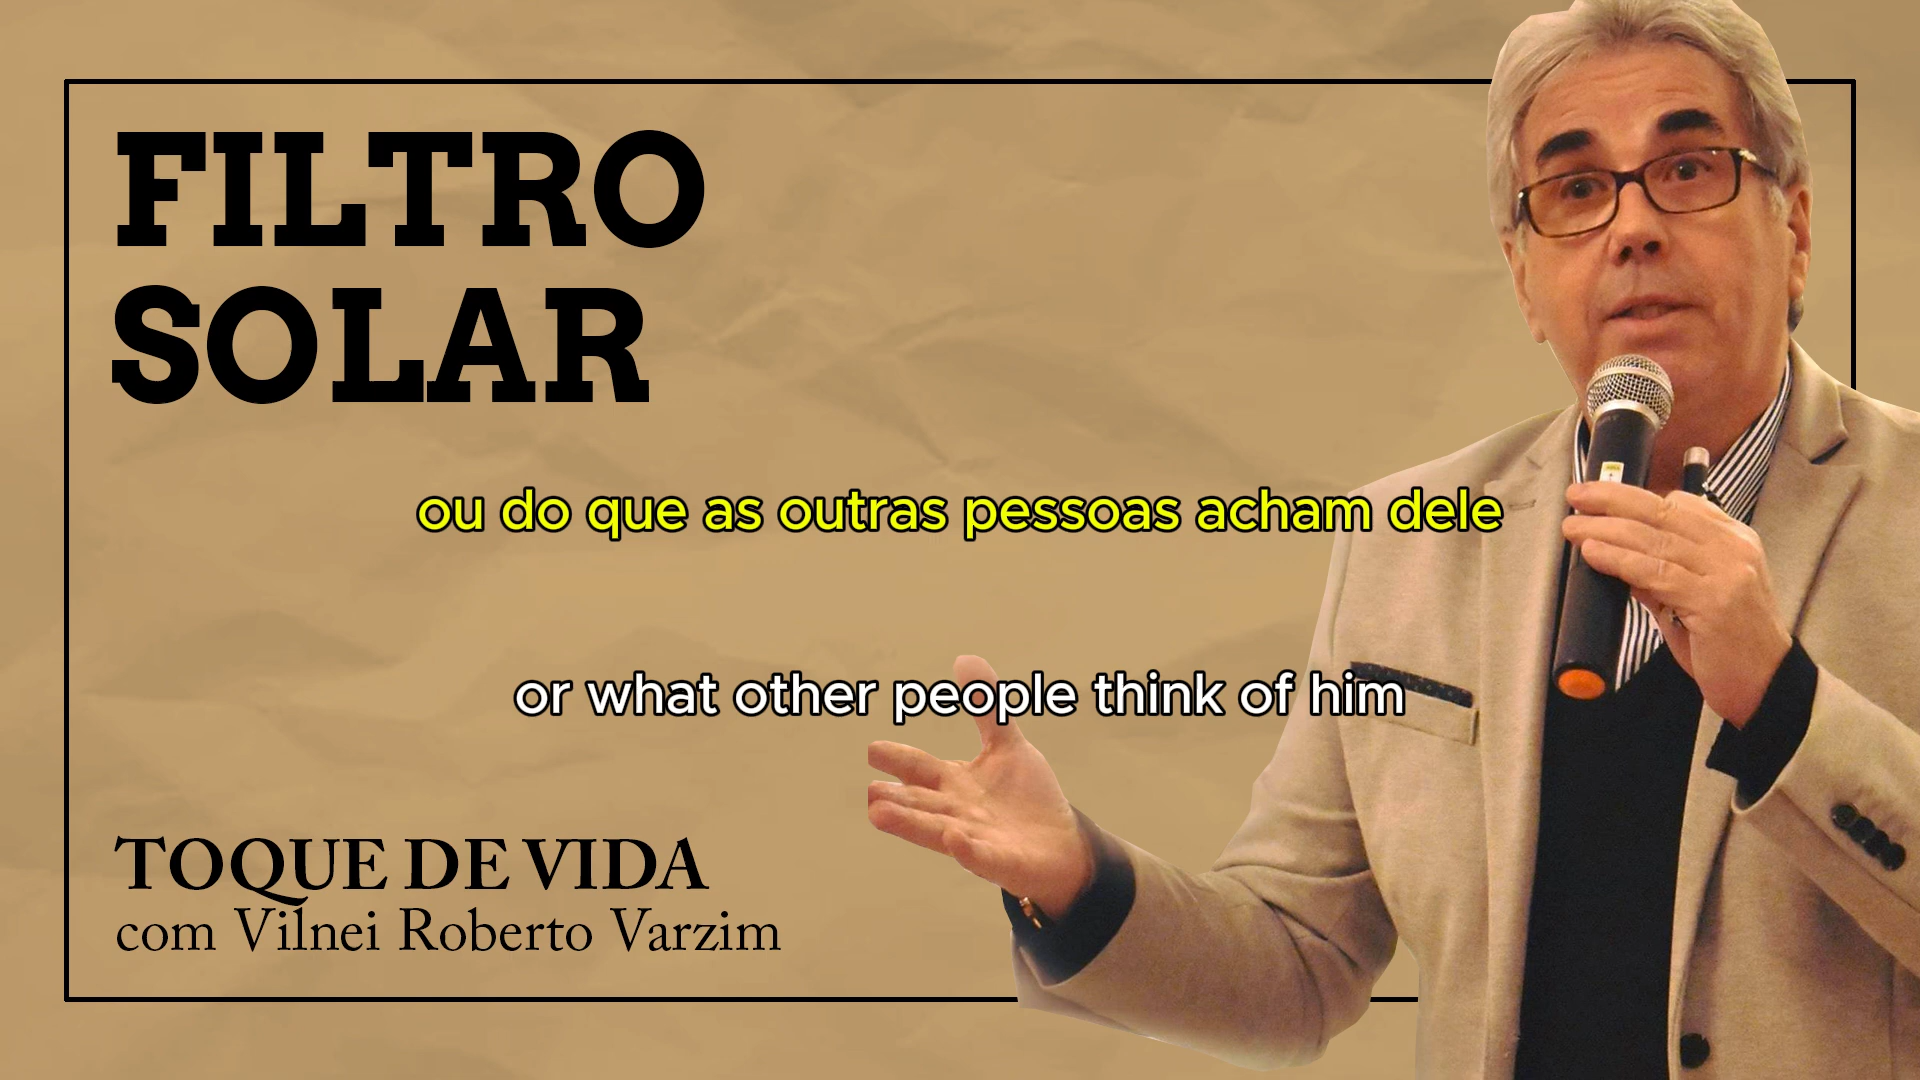 FILTRO
SOLAR
ou do que as outras pessoas acham dele
or what other people think of him
TOQUE DE VIDA
com Vilnei Roberto Varzim